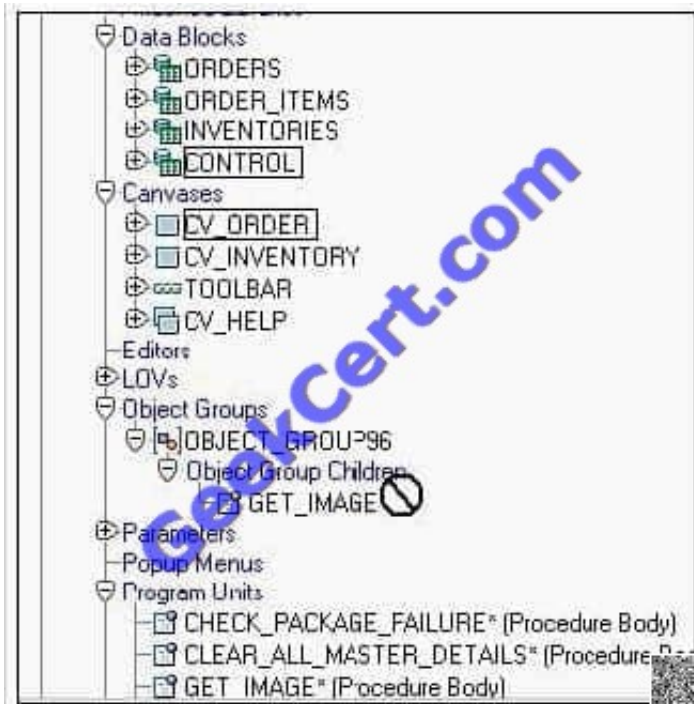 Data Blocks
ORDERS
ORDER_ITEMS
INVENTORIES
CONTROL
Canvases
CV_ORDER
CV_INVENTORY
TOOLBAR
CV_HELP
Editors
LOVs
Object Groups
OBJECT_GROUP96
Object Group Children
GET_IMAGE
Parameters
Popup Menus
Program Units
CHECK_PACKAGE_FAILURE* (Procedure Body)
CLEAR_ALL_MASTER_DETAILS* (Procedure
GET_IMAGE* (Procedure Body)
GeekCert.com